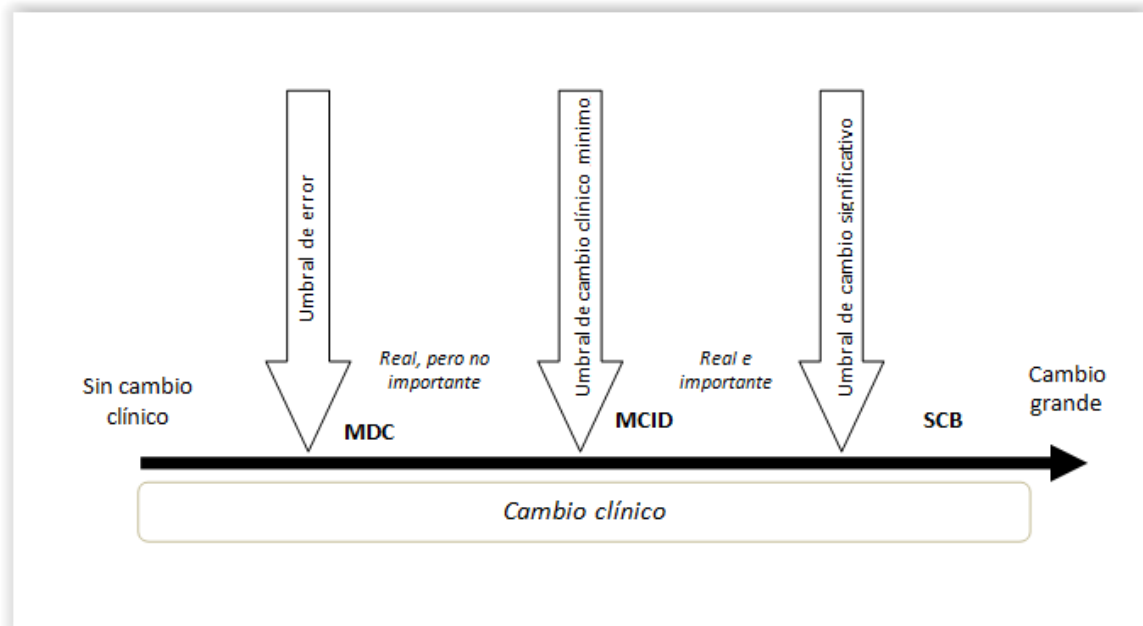 Umbral de error
Umbral de cambio clínico minimo
Umbral de cambio significativo
Sin cambio
clínico
Real, pero no
importante
Real e
importante
Cambio
grande
MDC
MCID
SCB
Cambio clínico